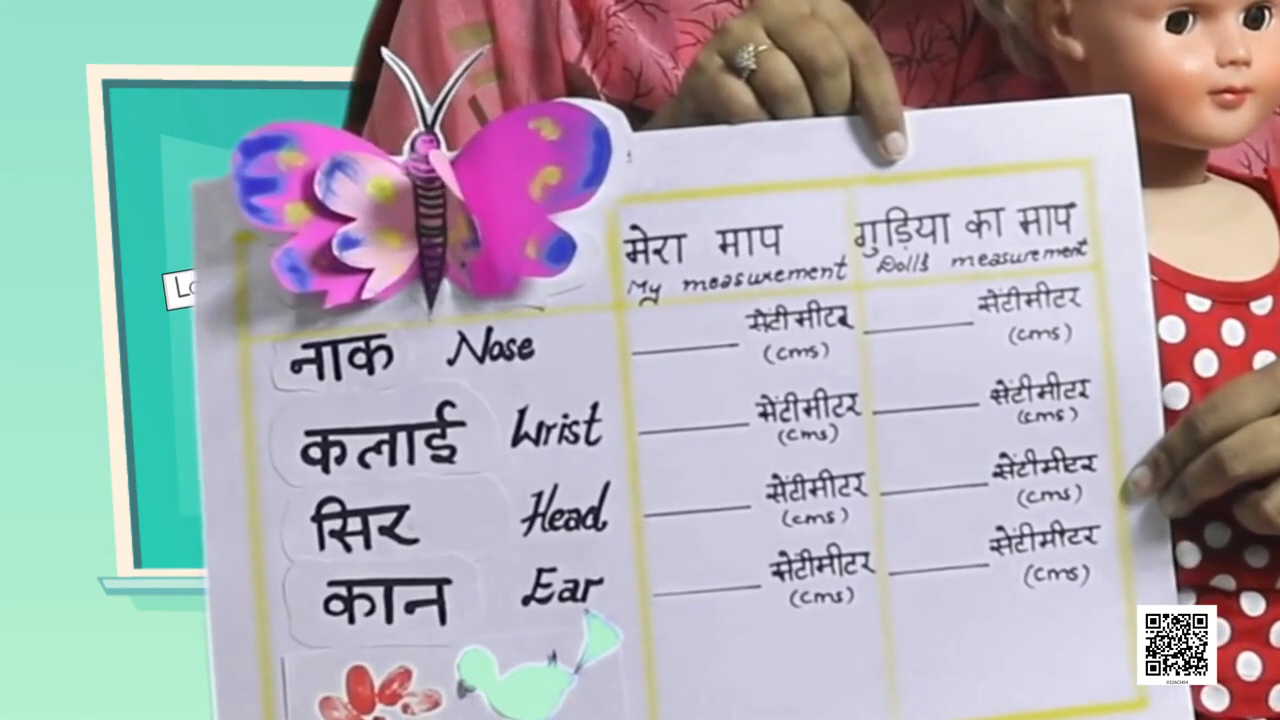 मेरा माप
गुड़िया का माप
My measurement
Dolls measurement
नाक Nose
सेंटीमीटर
(cms)
सेंटीमीटर
(cms)
कलाई Wrist
सेंटीमीटर
(cms)
सेंटीमीटर
(cms)
सिर Head
सेंटीमीटर
(cms)
सेंटीमीटर
(cms)
कान Ear
सेंटीमीटर
(cms)
सेंटीमीटर
(cms)